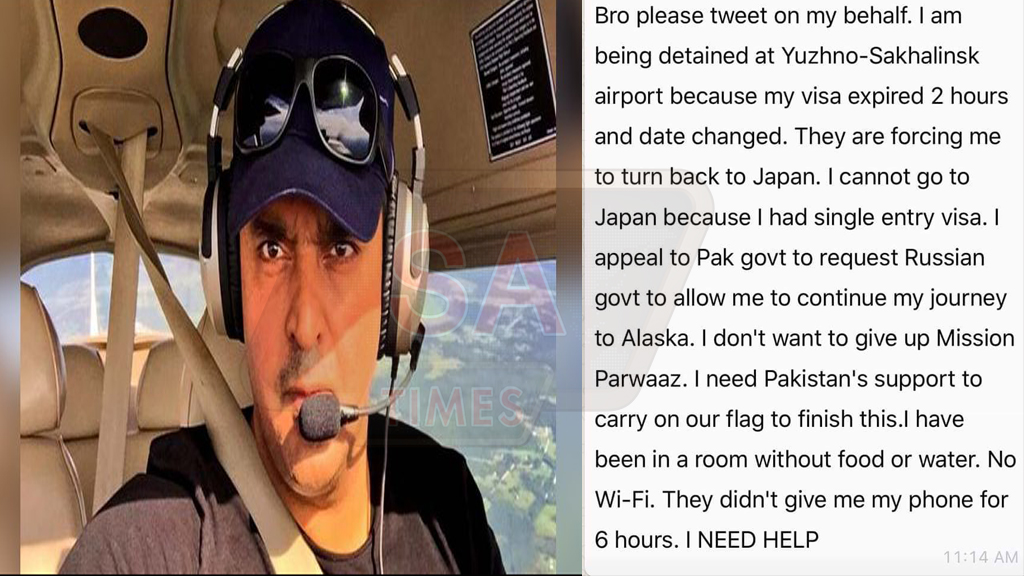 Bro please tweet on my behalf. I am
being detained at Yuzhno-Sakhalinsk
airport because my visa expired 2 hours
and date changed. They are forcing me
to turn back to Japan. I cannot go to
Japan because I had single entry visa. I
appeal to Pak govt to request Russian
govt to allow me to continue my journey
to Alaska. I don't want to give up Mission
Parwaaz. I need Pakistan's support to
carry on our flag to finish this.I have
been in a room without food or water. No
Wi-Fi. They didn't give me my phone for
6 hours. I NEED HELP
11:14 AM
SA
TIMES